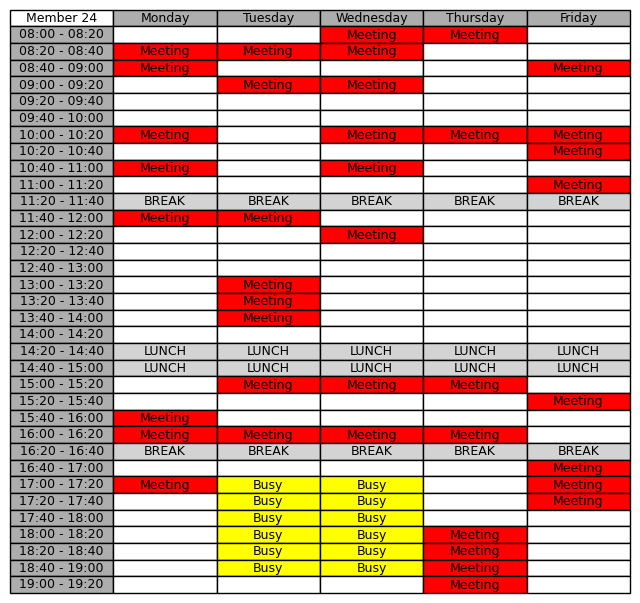 Member 24 Monday Tuesday Wednesday Thursday Friday
08:00 - 08:20 Meeting Meeting
08:20 - 08:40 Meeting Meeting Meeting
08:40 - 09:00 Meeting Meeting
09:00 - 09:20 Meeting Meeting
09:20 - 09:40
09:40 - 10:00
10:00 - 10:20 Meeting Meeting Meeting Meeting
10:20 - 10:40 Meeting
10:40 - 11:00 Meeting Meeting
11:00 - 11:20 Meeting
11:20 - 11:40 BREAK BREAK BREAK BREAK BREAK
11:40 - 12:00 Meeting Meeting
12:00 - 12:20 Meeting
12:20 - 12:40
12:40 - 13:00
13:00 - 13:20 Meeting
13:20 - 13:40 Meeting
13:40 - 14:00 Meeting
14:00 - 14:20
14:20 - 14:40 LUNCH LUNCH LUNCH LUNCH LUNCH
14:40 - 15:00 LUNCH LUNCH LUNCH LUNCH LUNCH
15:00 - 15:20 Meeting Meeting Meeting
15:20 - 15:40 Meeting
15:40 - 16:00 Meeting
16:00 - 16:20 Meeting Meeting Meeting Meeting
16:20 - 16:40 BREAK BREAK BREAK BREAK BREAK
16:40 - 17:00 Meeting
17:00 - 17:20 Meeting Busy Busy Meeting
17:20 - 17:40 Busy Busy Meeting
17:40 - 18:00 Busy Busy
18:00 - 18:20 Busy Busy Meeting
18:20 - 18:40 Busy Busy Meeting
18:40 - 19:00 Busy Busy Meeting
19:00 - 19:20 Meeting